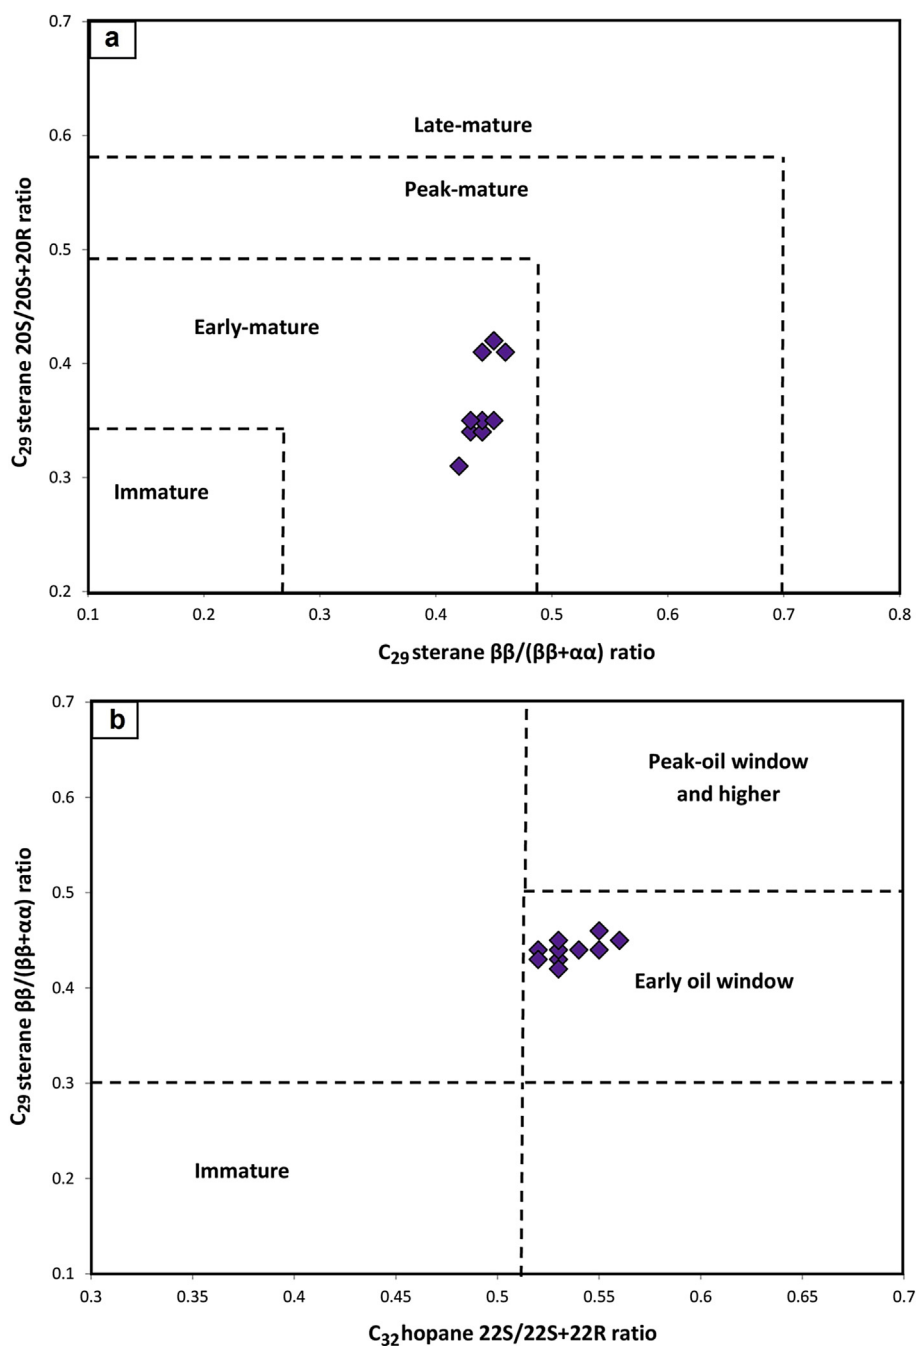 a
0.7
0.6
0.5
0.4
0.3
0.2
C29 sterane 20S/20S+20R ratio
Late-mature
Peak-mature
Early-mature
Immature
0.1 0.2 0.3 0.4 0.5 0.6 0.7 0.8
C29 sterane ββ/(ββ+αα) ratio
b
0.7
0.6
0.5
0.4
0.3
0.2
0.1
C29 sterane ββ/(ββ+αα) ratio
Peak-oil window
and higher
Early oil window
Immature
0.3 0.35 0.4 0.45 0.5 0.55 0.6 0.65 0.7
C32 hopane 22S/22S+22R ratio